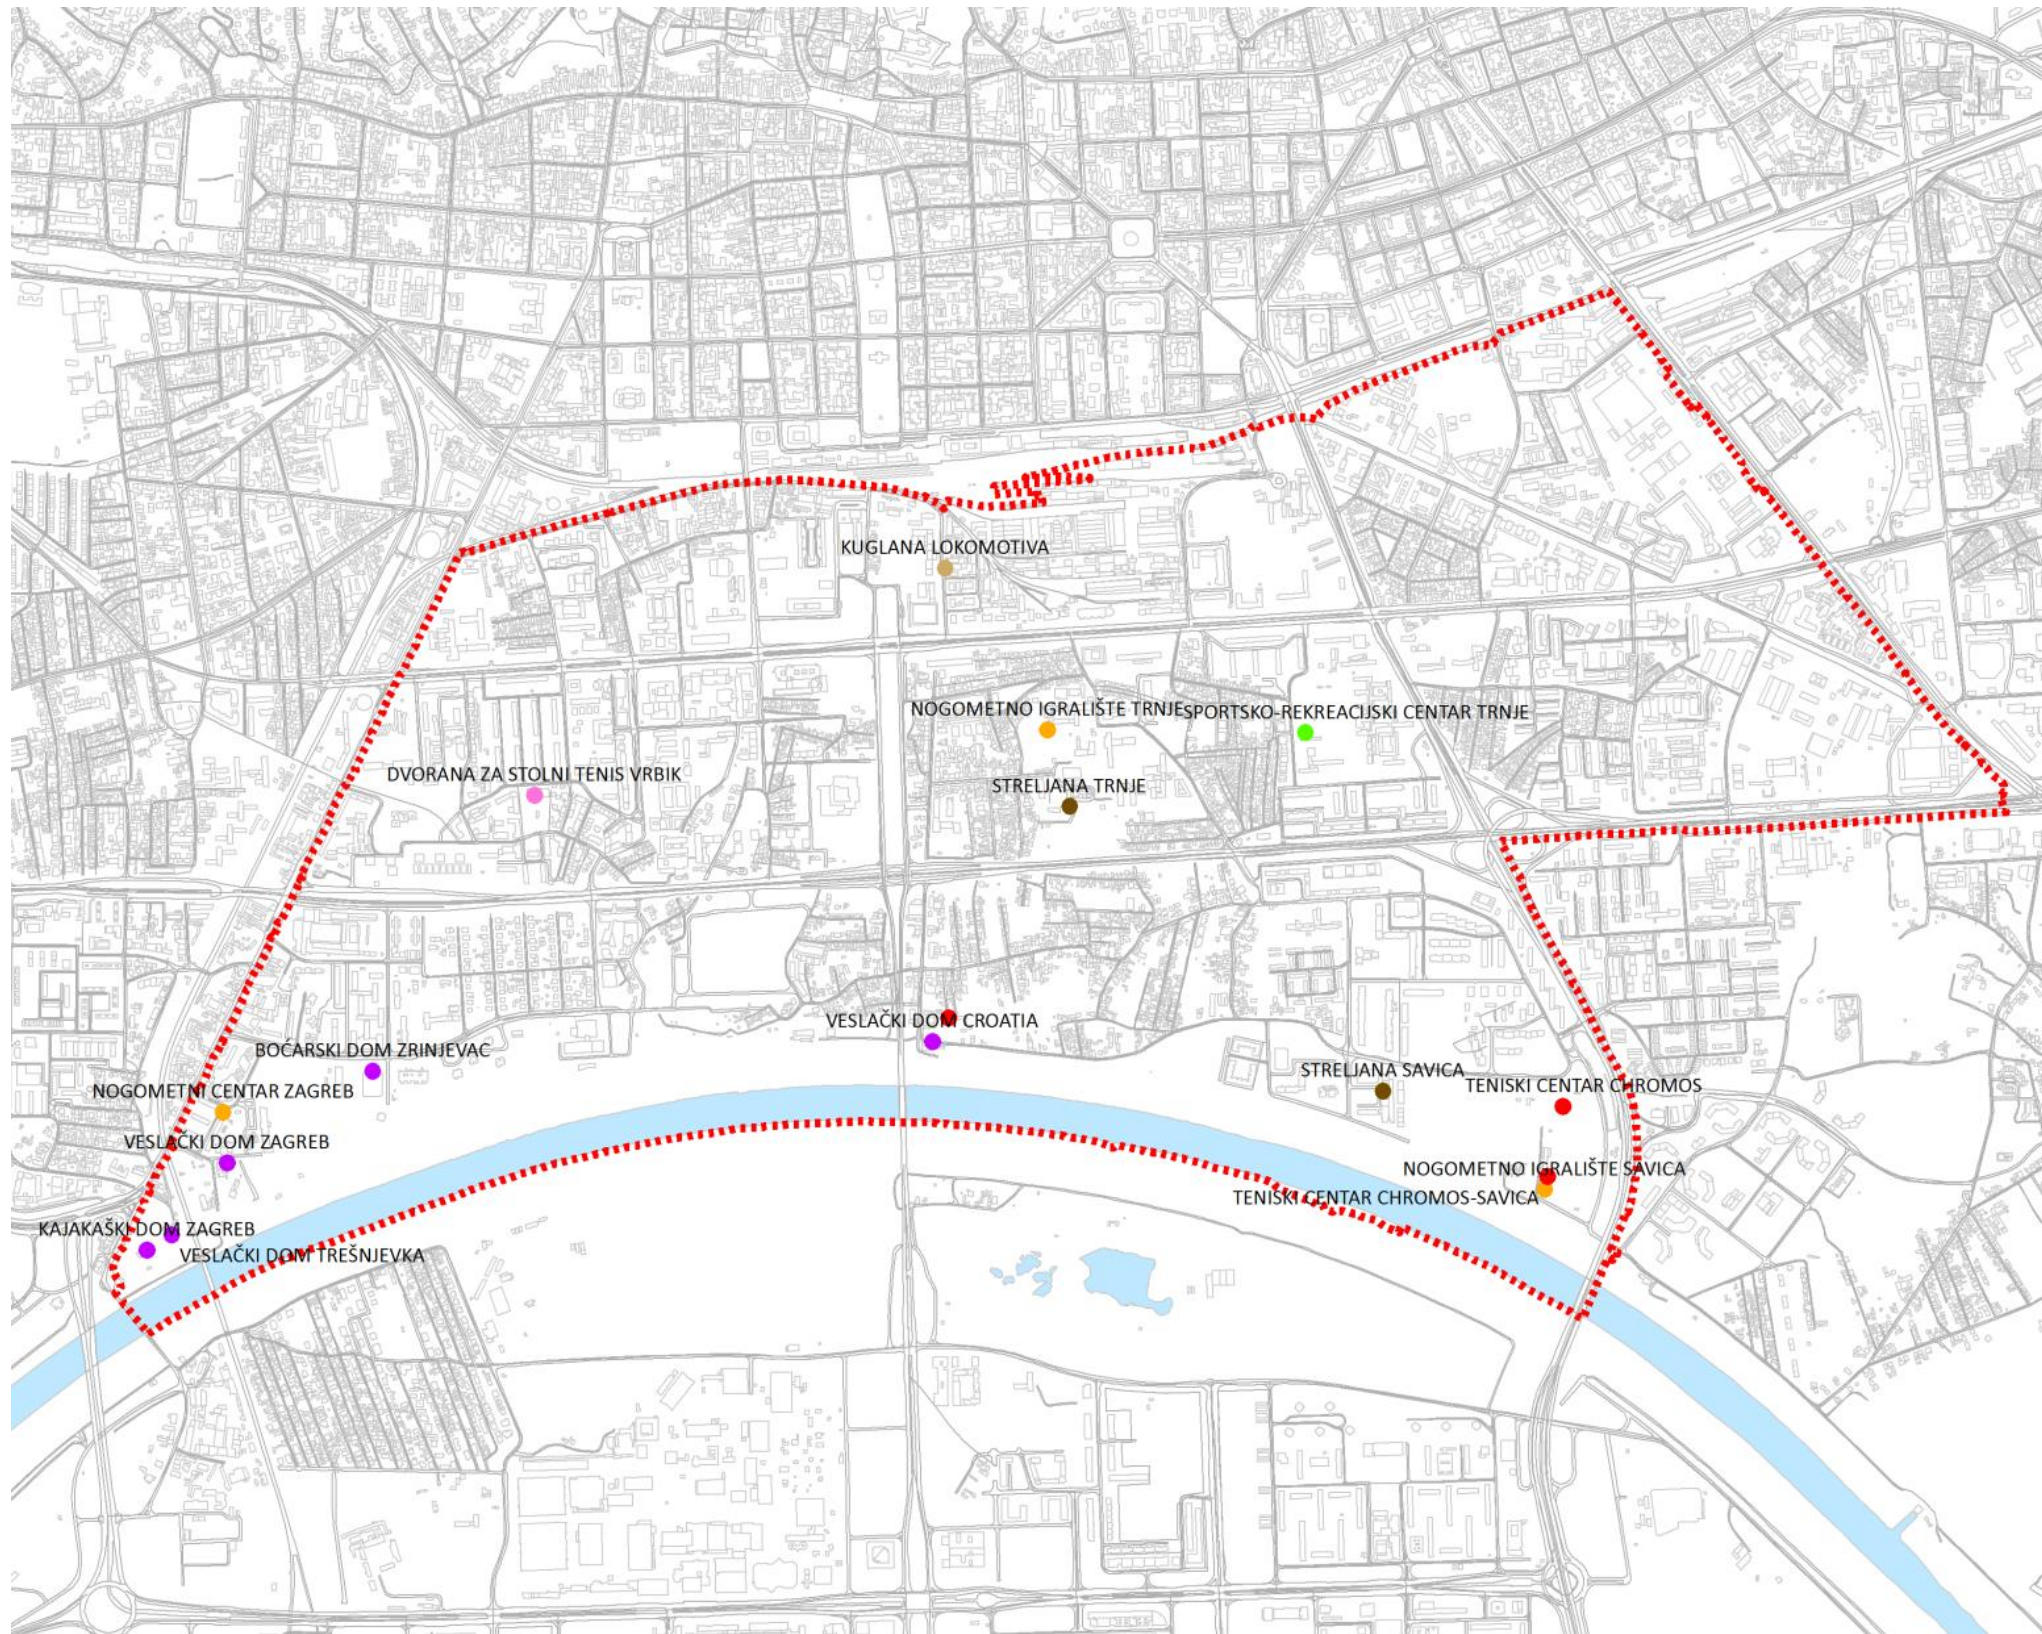 KUGLANA LOKOMOTIVA
NOGOMETNO IGRALIŠTE TRNJE
SPORTSKO-REKREACIJSKI CENTAR TRNJE
DVORANA ZA STOLNI TENIS VRBIK
STRELJANA TRNJE
VESLAČKI DOM CROATIA
BOĆARSKI DOM ZRINJEVAC
STRELJANA SAVICA
TENISKI CENTAR CHROMOS
NOGOMETNI CENTAR ZAGREB
VESLAČKI DOM ZAGREB
NOGOMETNO IGRALIŠTE SAVICA
TENISKI CENTAR CHROMOS-SAVICA
KAJAKAŠKI DOM ZAGREB
VESLAČKI DOM TREŠNJEVKA